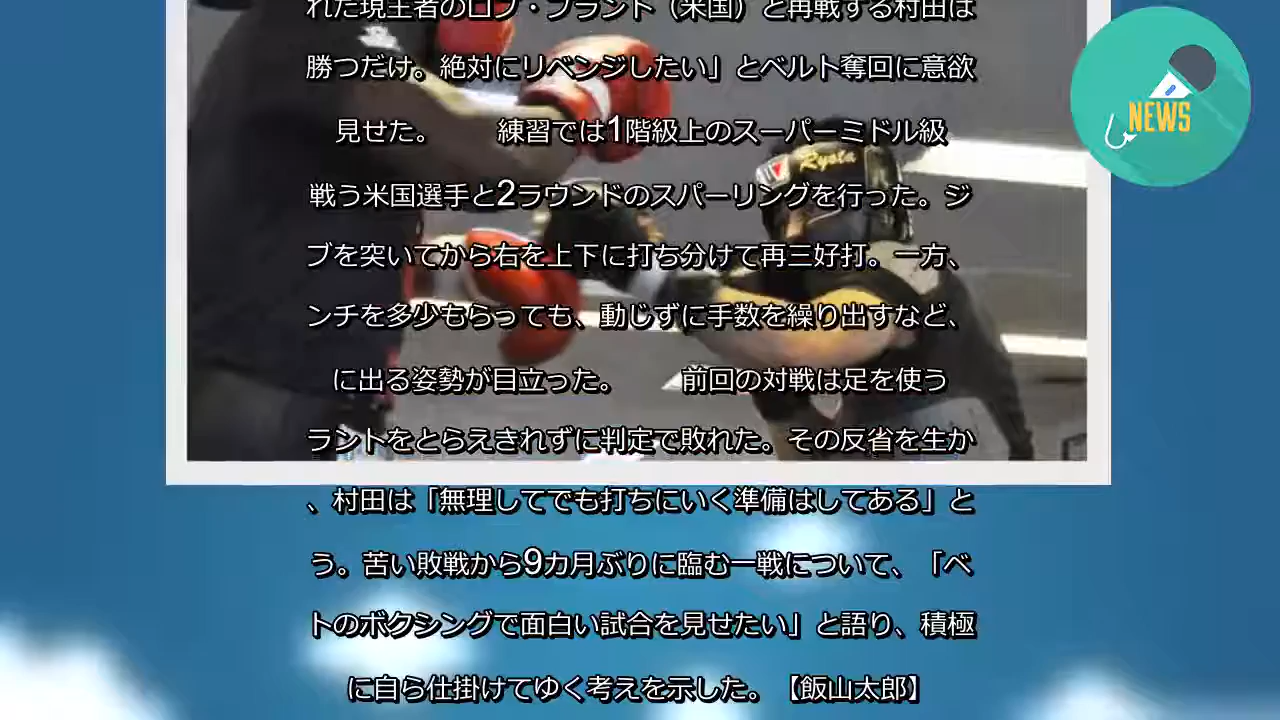 れた現王者のロブ・ブラント（米国）と再戦する村田は
勝つだけ。絶対にリベンジしたい」とベルト奪回に意欲
見せた。 練習では1階級上のスーパーミドル級
戦う米国選手と2ラウンドのスパーリングを行った。ジ
ブを突いてから右を上下に打ち分けて再三好打。一方、
ンチを多少もらっても、動じずに手数を繰り出すなど、
に出る姿勢が目立った。 前回の対戦は足を使う
ラントをとらえきれずに判定で敗れた。その反省を生か
、村田は「無理してでも打ちにいく準備はしてある」と
う。苦い敗戦から9カ月ぶりに臨む一戦について、「ベ
トのボクシングで面白い試合を見せたい」と語り、積極
に自ら仕掛けてゆく考えを示した。【飯山太郎】
NEWS
Ryota